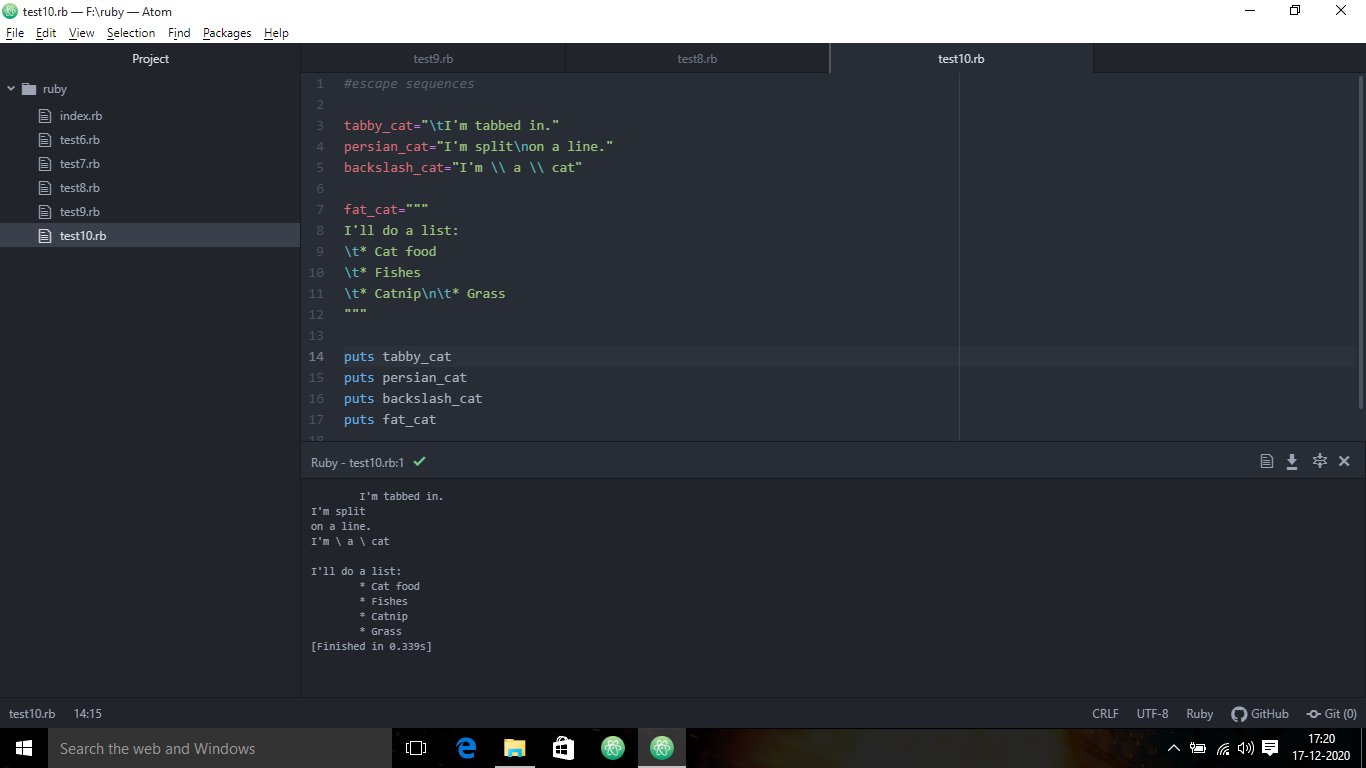 test10.rb — F:\ruby — Atom
File Edit View Selection Find Packages Help
Project
ruby
index.rb
test6.rb
test7.rb
test8.rb
test9.rb
test10.rb
test9.rb test8.rb test10.rb
1 #escape sequences
2
3 tabby_cat="\tI'm tabbed in."
4 persian_cat="I'm split\non a line."
5 backslash_cat="I'm \\ a \\ cat"
6
7 fat_cat="""
8 I'll do a list:
9 \t* Cat food
10 \t* Fishes
11 \t* Catnip\n\t* Grass
12 """
13
14 puts tabby_cat
15 puts persian_cat
16 puts backslash_cat
17 puts fat_cat
18
Ruby - test10.rb:1
I'm tabbed in.
I'm split
on a line.
I'm \ a \ cat
I'll do a list:
* Cat food
* Fishes
* Catnip
* Grass
[Finished in 0.339s]
test10.rb 14:15 CRLF UTF-8 Ruby GitHub Git (0)
Search the web and Windows
17:20
17-12-2020